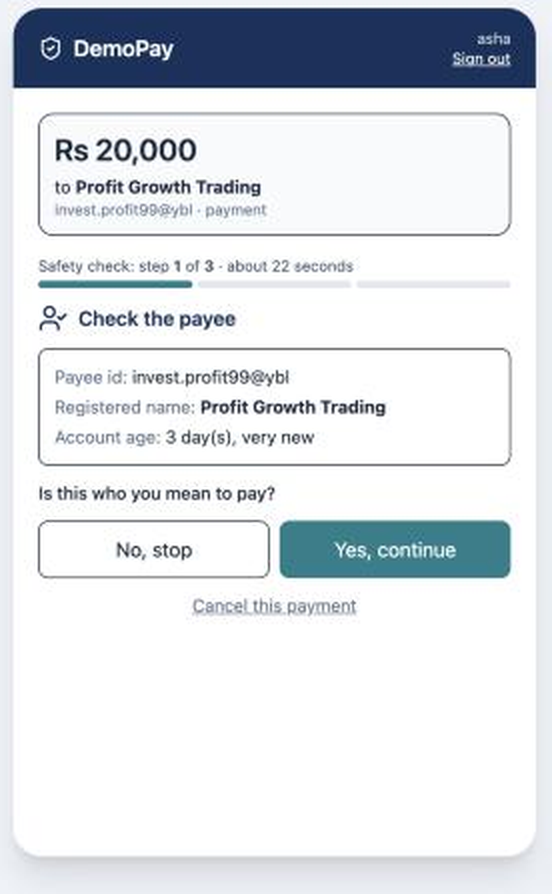 DemoPay
asha
Sign out
Rs 20,000
to Profit Growth Trading
invest.profit99@ybl · payment
Safety check: step 1 of 3 · about 22 seconds
Check the payee
Payee id: invest.profit99@ybl
Registered name: Profit Growth Trading
Account age: 3 day(s), very new
Is this who you mean to pay?
No, stop
Yes, continue
Cancel this payment